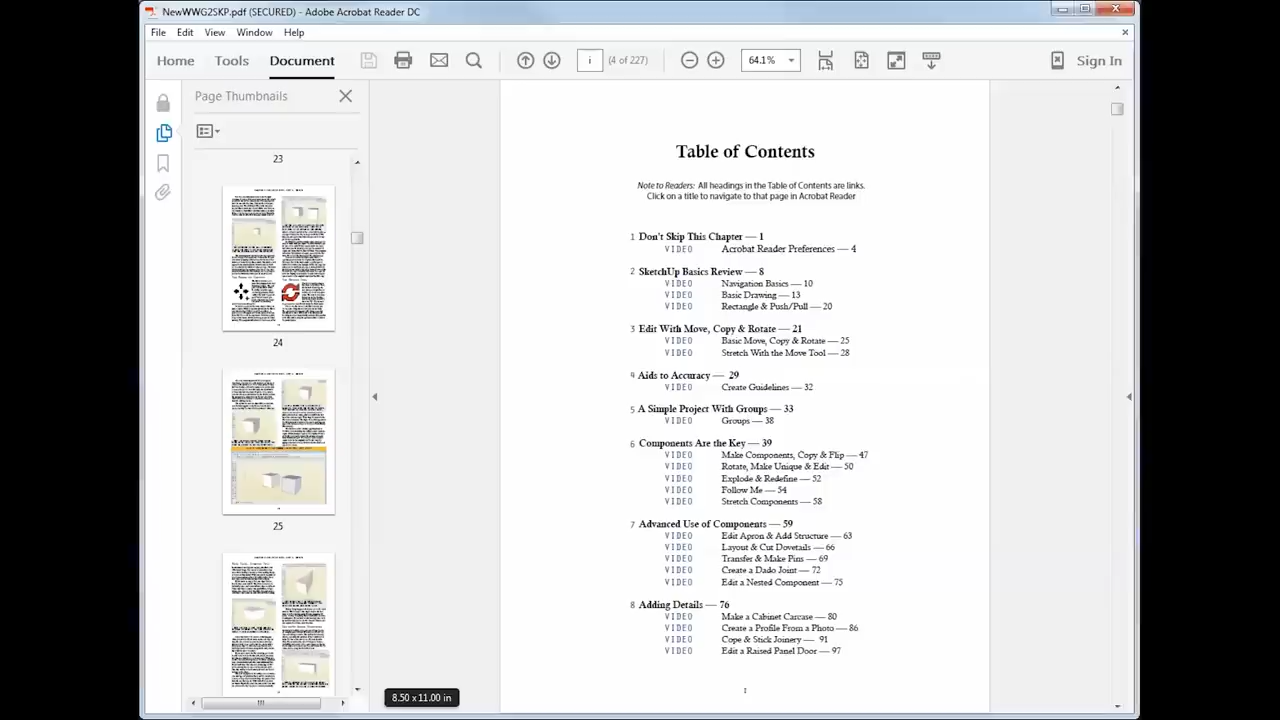 NewWWG2SKP.pdf (SECURED) - Adobe Acrobat Reader DC
File Edit View Window Help
Home Tools Document i (4 of 227) 64.1% Sign In
Page Thumbnails
23
24
25
Table of Contents
Note to Readers: All headings in the Table of Contents are links.
Click on a title to navigate to that page in Acrobat Reader
1 Don't Skip This Chapter — 1
VIDEO Acrobat Reader Preferences — 4
2 SketchUp Basics Review — 8
VIDEO Navigation Basics — 10
VIDEO Basic Drawing — 13
VIDEO Rectangle & Push/Pull — 20
3 Edit With Move, Copy & Rotate — 21
VIDEO Basic Move, Copy & Rotate — 25
VIDEO Stretch With the Move Tool — 28
4 Aids to Accuracy — 29
VIDEO Create Guidelines — 32
5 A Simple Project With Groups — 33
VIDEO Groups — 38
6 Components Are the Key — 39
VIDEO Make Components, Copy & Flip — 47
VIDEO Rotate, Make Unique & Edit — 50
VIDEO Explode & Redefine — 52
VIDEO Follow Me — 54
VIDEO Stretch Components — 58
7 Advanced Use of Components — 59
VIDEO Edit Apron & Add Structure — 63
VIDEO Layout & Cut Dovetails — 66
VIDEO Transfer & Make Pins — 69
VIDEO Create a Dado Joint — 72
VIDEO Edit a Nested Component — 75
8 Adding Details — 76
VIDEO Make a Cabinet Carcase — 80
VIDEO Create a Profile From a Photo — 86
VIDEO Cope & Stick Joinery — 91
VIDEO Edit a Raised Panel Door — 97
I
8.50 x 11.00 in